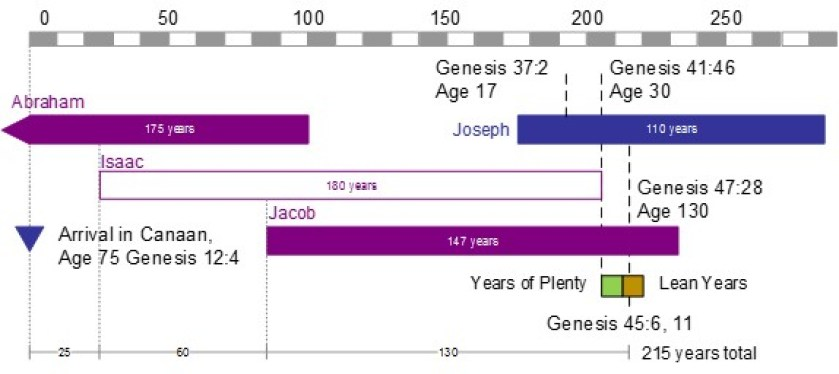 0 50 100 150 200 250
Genesis 37:2 Genesis 41:46
Age 17 Age 30
Abraham
175 years
Joseph
110 years
Isaac
180 years
Genesis 47:28
Age 130
Jacob
147 years
Arrival in Canaan,
Age 75 Genesis 12:4
Years of Plenty
Lean Years
Genesis 45:6, 11
25 60 130 215 years total